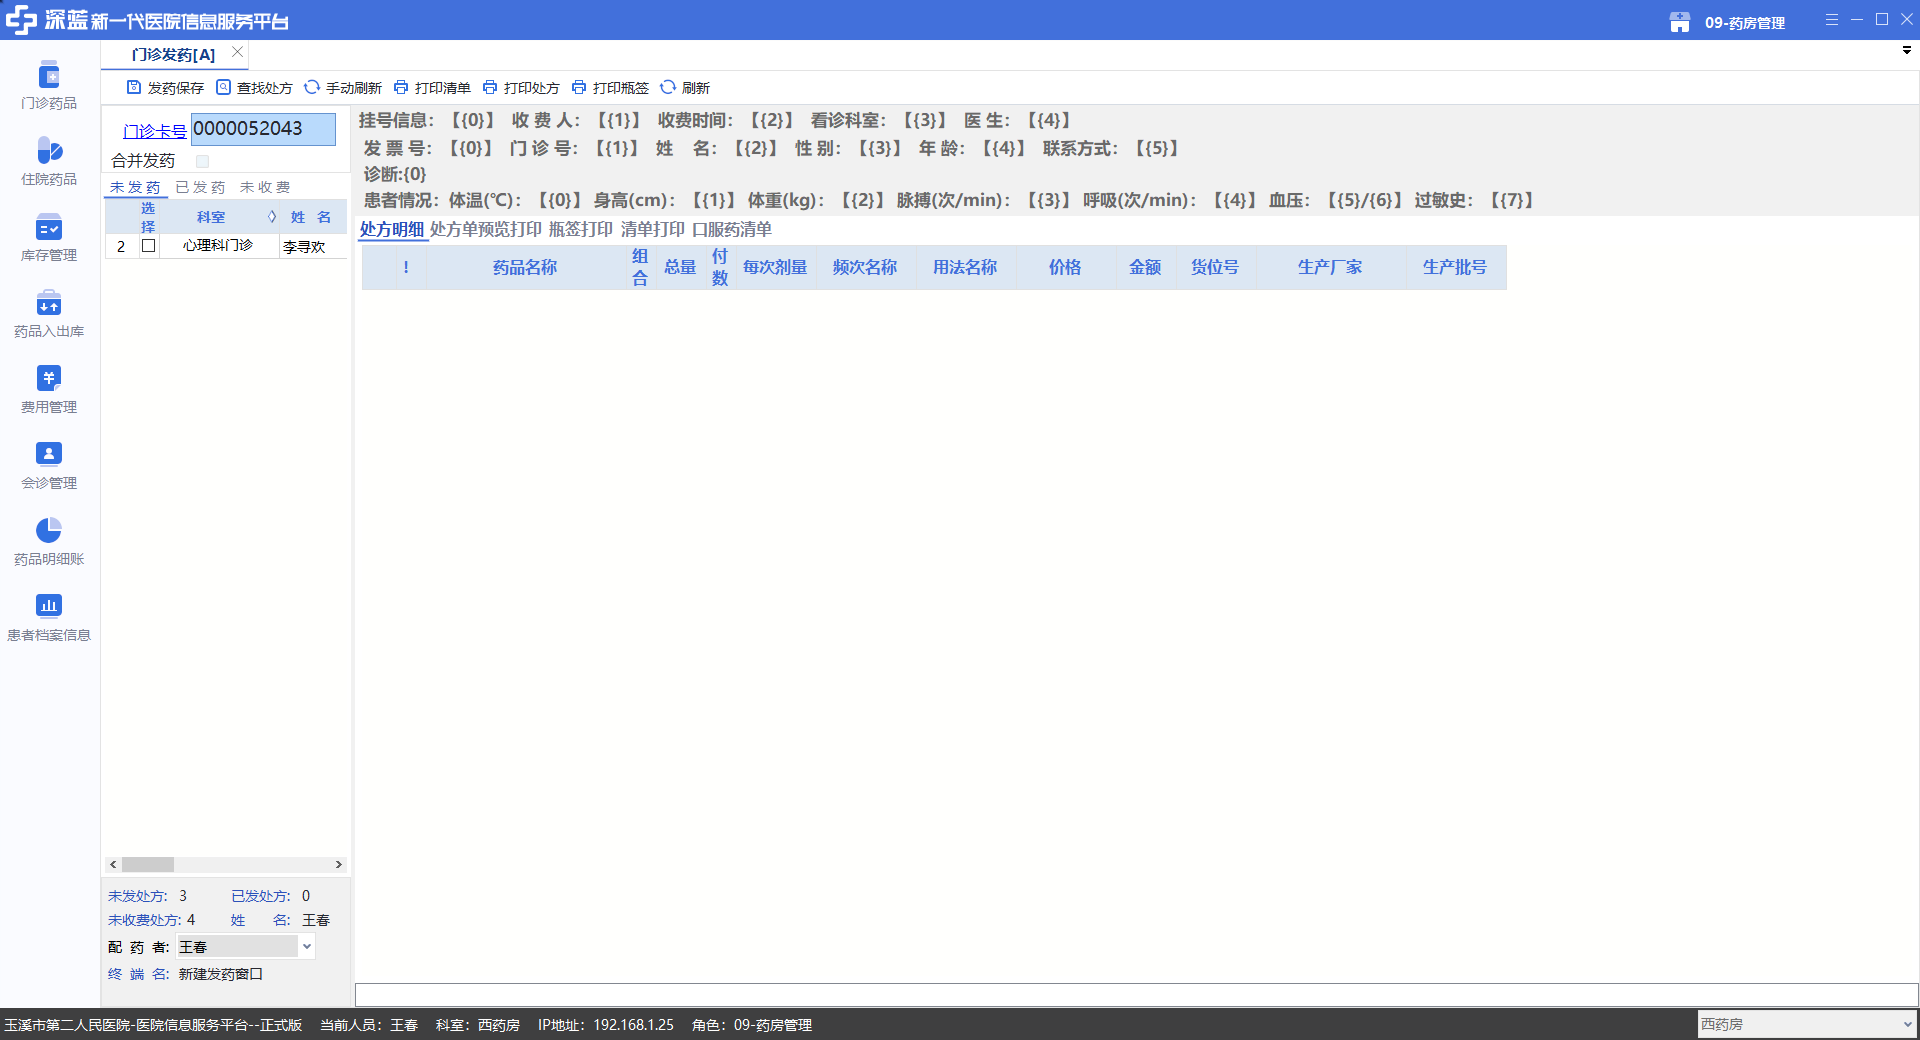 深蓝新一代医院信息服务平台
09-药房管理
门诊发药[A]
发药保存 查找处方 手动刷新 打印清单 打印处方 打印瓶签 刷新
门诊药品
住院药品
库存管理
药品入出库
费用管理
会诊管理
药品明细账
患者档案信息
门诊卡号 0000052043
合并发药
未发药 已发药 未收费
选择 科室 姓 名
2 心理科门诊 李寻欢
未发处方: 3 已发处方: 0
未收费处方: 4 姓 名: 王春
配 药 者: 王春
终 端 名: 新建发药窗口
挂号信息: 【{0}】 收 费 人: 【{1}】 收费时间: 【{2}】 看诊科室: 【{3}】 医 生: 【{4}】
发 票 号: 【{0}】 门 诊 号: 【{1}】 姓 名: 【{2}】 性 别: 【{3}】 年 龄: 【{4}】 联系方式: 【{5}】
诊断:{0}
患者情况: 体温(℃): 【{0}】 身高(cm): 【{1}】 体重(kg): 【{2}】 脉搏(次/min): 【{3}】 呼吸(次/min): 【{4}】 血压: 【{5}/{6}】 过敏史: 【{7}】
处方明细 处方单预览打印 瓶签打印 清单打印 口服药清单
! 药品名称 组合 总量 付数 每次剂量 频次名称 用法名称 价格 金额 货位号 生产厂家 生产批号
玉溪市第二人民医院-医院信息服务平台--正式版 当前人员: 王春 科室: 西药房 IP地址: 192.168.1.25 角色: 09-药房管理
西药房